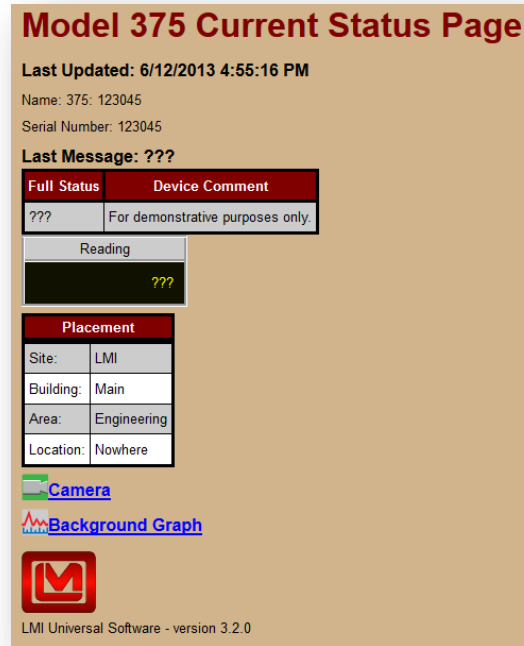 Model 375 Current Status Page
Last Updated: 6/12/2013 4:55:16 PM
Name: 375: 123045
Serial Number: 123045
Last Message: ???
Full Status Device Comment
??? For demonstrative purposes only.
Reading
???
Placement
Site: LMI
Building: Main
Area: Engineering
Location: Nowhere
Camera
Background Graph
LM
LMI Universal Software - version 3.2.0